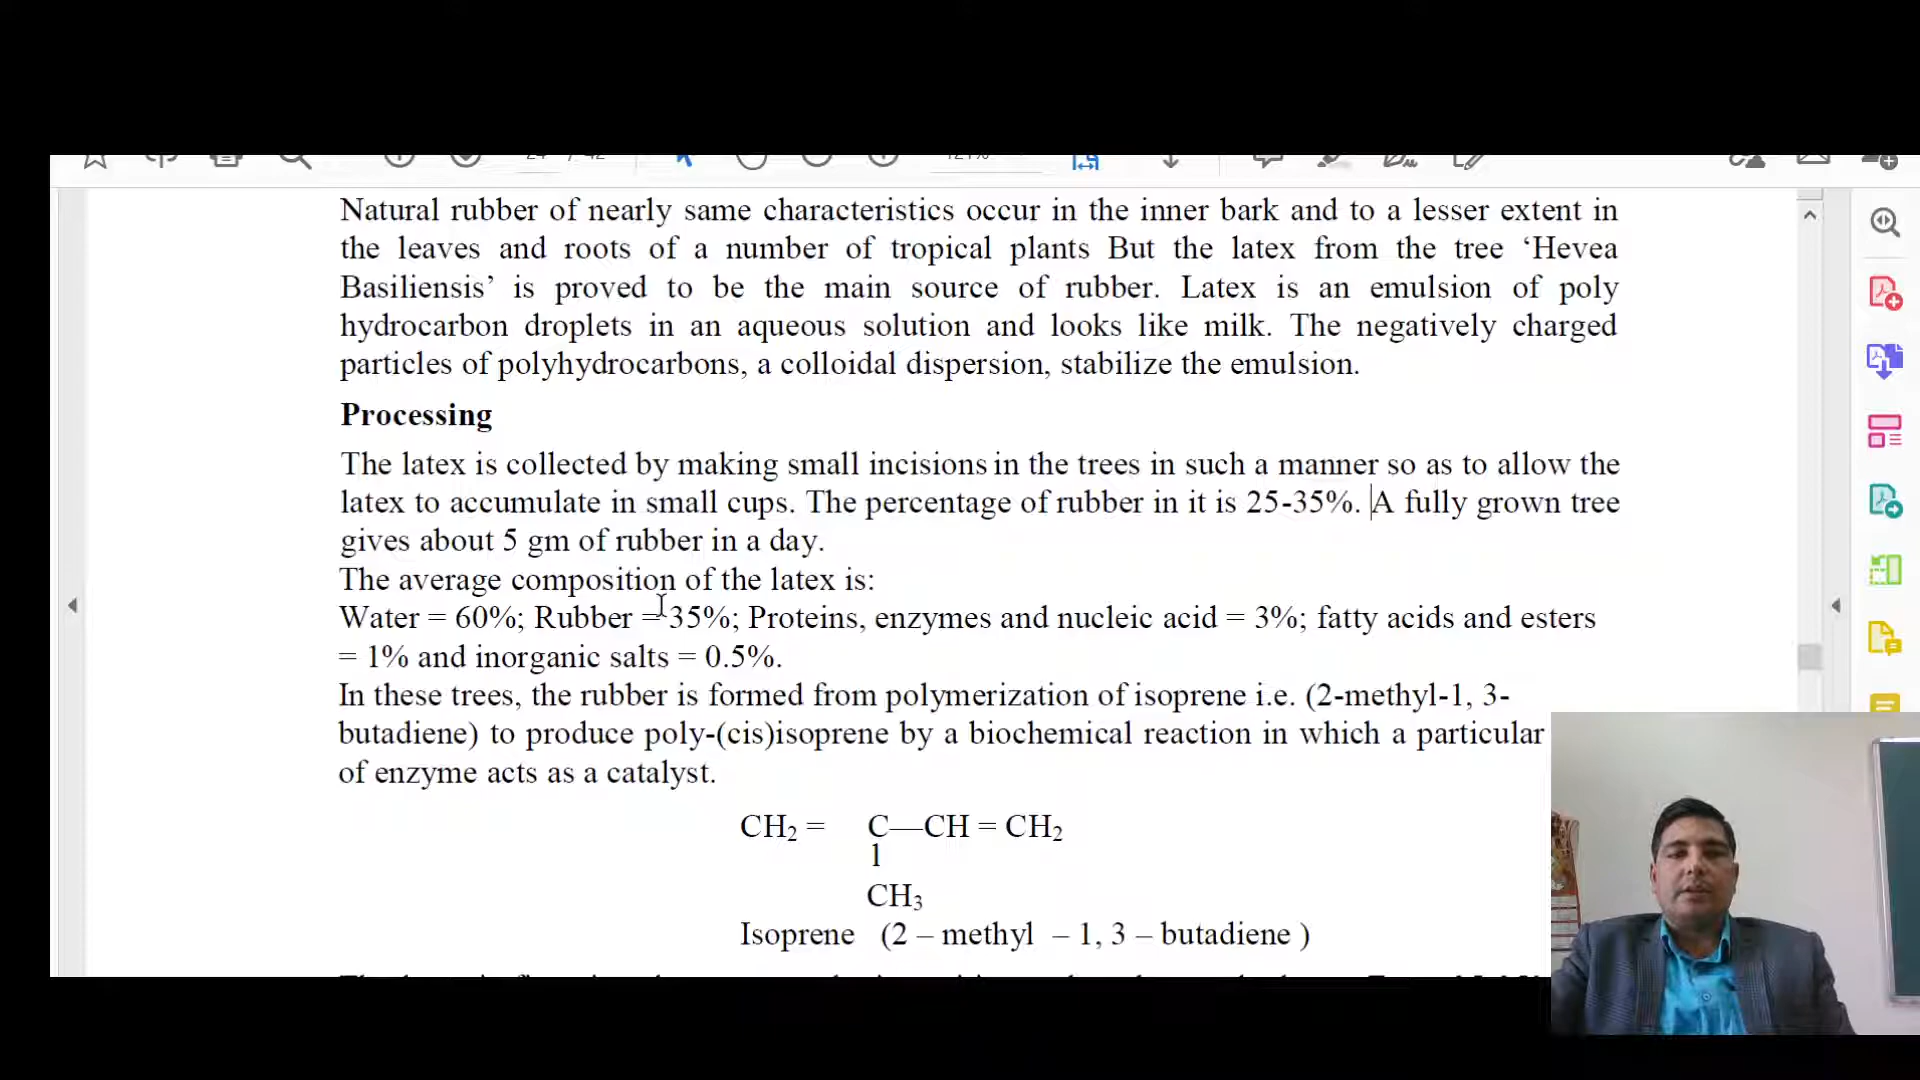 Natural rubber of nearly same characteristics occur in the inner bark and to a lesser extent in
the leaves and roots of a number of tropical plants But the latex from the tree ‘Hevea
Basiliensis’ is proved to be the main source of rubber. Latex is an emulsion of poly
hydrocarbon droplets in an aqueous solution and looks like milk. The negatively charged
particles of polyhydrocarbons, a colloidal dispersion, stabilize the emulsion.
Processing
The latex is collected by making small incisions in the trees in such a manner so as to allow the
latex to accumulate in small cups. The percentage of rubber in it is 25-35%. A fully grown tree
gives about 5 gm of rubber in a day.
The average composition of the latex is:
Water = 60%; Rubber = 35%; Proteins, enzymes and nucleic acid = 3%; fatty acids and esters
= 1% and inorganic salts = 0.5%.
In these trees, the rubber is formed from polymerization of isoprene i.e. (2-methyl-1, 3-
butadiene) to produce poly-(cis)isoprene by a biochemical reaction in which a particular
of enzyme acts as a catalyst.
CH₂ = C—CH = CH₂
l
CH₃
Isoprene (2 – methyl – 1, 3 – butadiene )